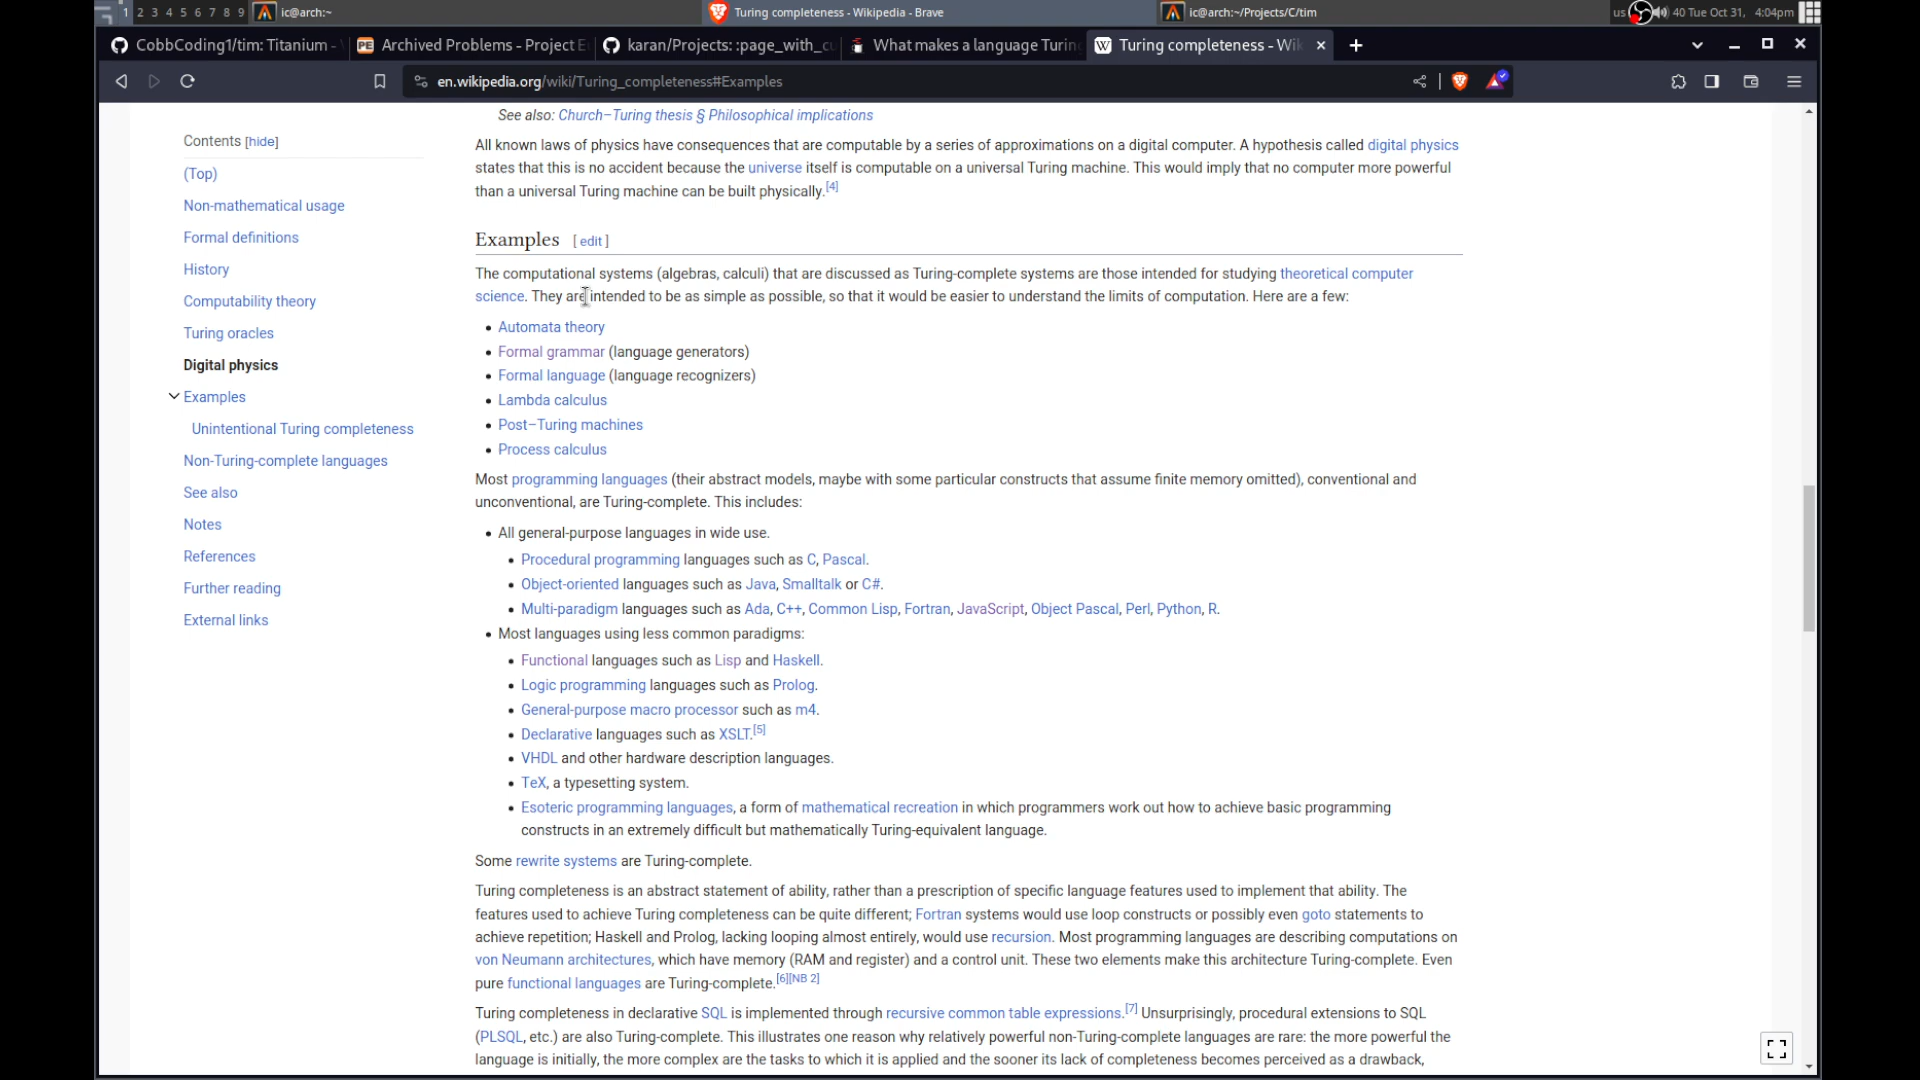 1 2 3 4 5 6 7 8 9 ic@arch:~ Turing completeness - Wikipedia - Brave ic@arch:~/Projects/C/tim us 40 Tue Oct 31, 4:04pm
CobbCoding1/tim: Titanium - Archived Problems - Project karan/Projects: :page_with_cu What makes a language Turin Turing completeness - Wi
en.wikipedia.org/wiki/Turing_completeness#Examples
Contents [hide]
(Top)
Non-mathematical usage
Formal definitions
History
Computability theory
Turing oracles
Digital physics
Examples
Unintentional Turing completeness
Non-Turing-complete languages
See also
Notes
References
Further reading
External links
See also: Church–Turing thesis § Philosophical implications
All known laws of physics have consequences that are computable by a series of approximations on a digital computer. A hypothesis called digital physics
states that this is no accident because the universe itself is computable on a universal Turing machine. This would imply that no computer more powerful
than a universal Turing machine can be built physically.[4]
Examples [ edit ]
The computational systems (algebras, calculi) that are discussed as Turing-complete systems are those intended for studying theoretical computer
science. They are intended to be as simple as possible, so that it would be easier to understand the limits of computation. Here are a few:
• Automata theory
• Formal grammar (language generators)
• Formal language (language recognizers)
• Lambda calculus
• Post–Turing machines
• Process calculus
Most programming languages (their abstract models, maybe with some particular constructs that assume finite memory omitted), conventional and
unconventional, are Turing-complete. This includes:
• All general-purpose languages in wide use.
• Procedural programming languages such as C, Pascal.
• Object-oriented languages such as Java, Smalltalk or C#.
• Multi-paradigm languages such as Ada, C++, Common Lisp, Fortran, JavaScript, Object Pascal, Perl, Python, R.
• Most languages using less common paradigms:
• Functional languages such as Lisp and Haskell.
• Logic programming languages such as Prolog.
• General-purpose macro processor such as m4.
• Declarative languages such as XSLT.[5]
• VHDL and other hardware description languages.
• TeX, a typesetting system.
• Esoteric programming languages, a form of mathematical recreation in which programmers work out how to achieve basic programming
constructs in an extremely difficult but mathematically Turing-equivalent language.
Some rewrite systems are Turing-complete.
Turing completeness is an abstract statement of ability, rather than a prescription of specific language features used to implement that ability. The
features used to achieve Turing completeness can be quite different; Fortran systems would use loop constructs or possibly even goto statements to
achieve repetition; Haskell and Prolog, lacking looping almost entirely, would use recursion. Most programming languages are describing computations on
von Neumann architectures, which have memory (RAM and register) and a control unit. These two elements make this architecture Turing-complete. Even
pure functional languages are Turing-complete.[6][NB 2]
Turing completeness in declarative SQL is implemented through recursive common table expressions.[7] Unsurprisingly, procedural extensions to SQL
(PLSQL, etc.) are also Turing-complete. This illustrates one reason why relatively powerful non-Turing-complete languages are rare: the more powerful the
language is initially, the more complex are the tasks to which it is applied and the sooner its lack of completeness becomes perceived as a drawback,